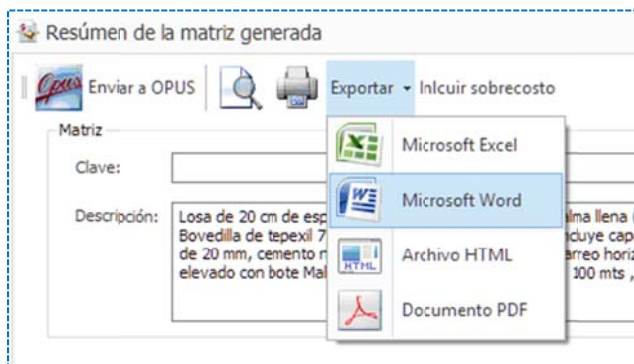 Resúmen de la matriz generada
Opus Enviar a OPUS Exportar Inlcuir sobrecosto
Matriz
Microsoft Excel
Clave:
Microsoft Word
Descripción: Losa de 20 cm de esp alma llena
Bovedilla de tepexil 7 ncluye cap
de 20 mm, cemento n arreo horiz
elevado con bote Mal 100 mts ,
HTML Archivo HTML
Documento PDF